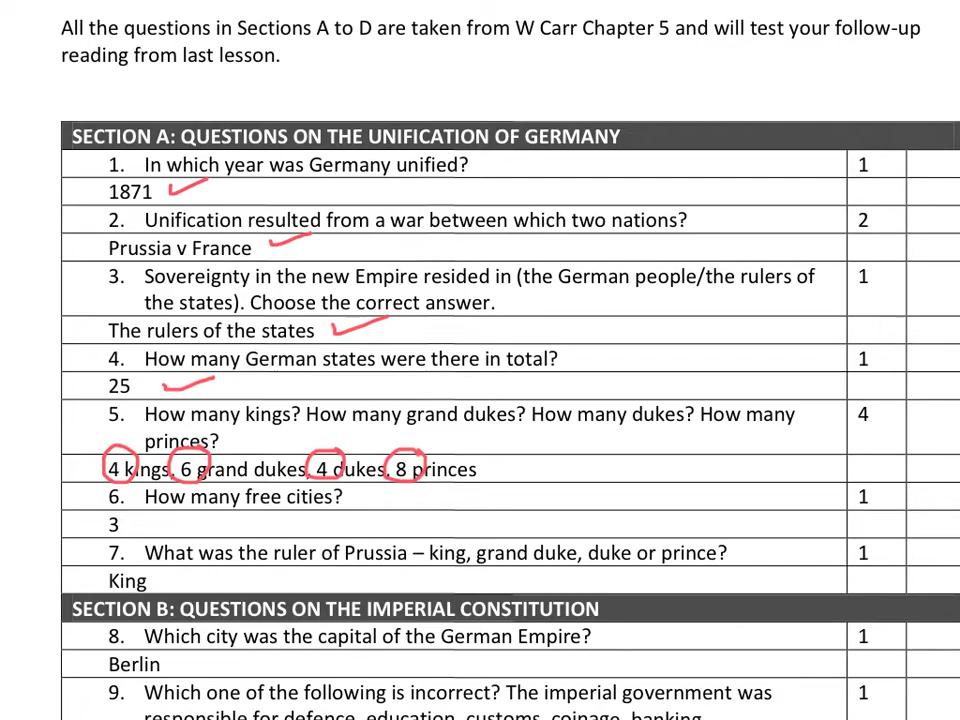 All the questions in Sections A to D are taken from W Carr Chapter 5 and will test your follow-up
reading from last lesson.
SECTION A: QUESTIONS ON THE UNIFICATION OF GERMANY
1. In which year was Germany unified? 1
1871
2. Unification resulted from a war between which two nations? 2
Prussia v France
3. Sovereignty in the new Empire resided in (the German people/the rulers of 1
the states). Choose the correct answer.
The rulers of the states
4. How many German states were there in total? 1
25
5. How many kings? How many grand dukes? How many dukes? How many 4
princes?
4 kings, 6 grand dukes, 4 dukes, 8 princes
6. How many free cities? 1
3
7. What was the ruler of Prussia – king, grand duke, duke or prince? 1
King
SECTION B: QUESTIONS ON THE IMPERIAL CONSTITUTION
8. Which city was the capital of the German Empire? 1
Berlin
9. Which one of the following is incorrect? The imperial government was 1
responsible for defence, education, customs, coinage, banking